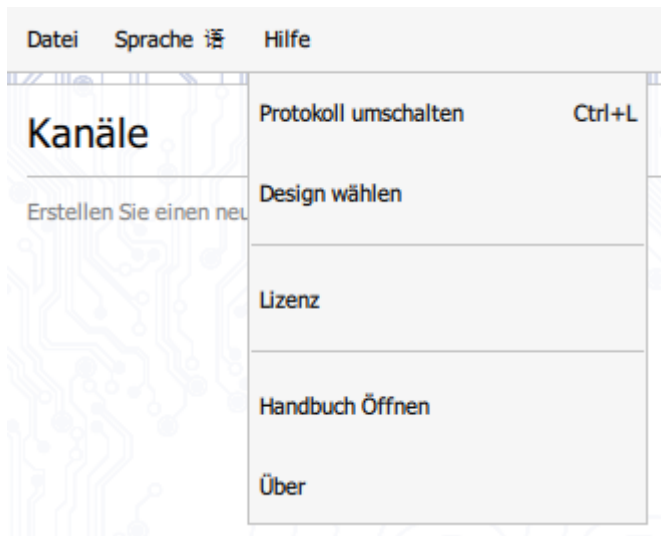 Datei Sprache 语 Hilfe
Protokoll umschalten Ctrl+L
Kanäle
Design wählen
Erstellen Sie einen neu
Lizenz
Handbuch Öffnen
Über